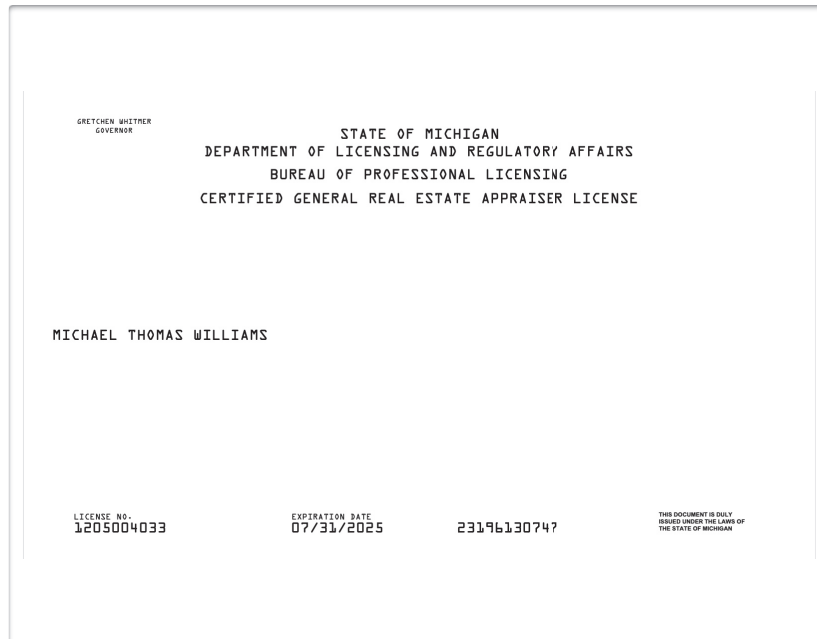 GRETCHEN WHITMER
GOVERNOR
STATE OF MICHIGAN
DEPARTMENT OF LICENSING AND REGULATORY AFFAIRS
BUREAU OF PROFESSIONAL LICENSING
CERTIFIED GENERAL REAL ESTATE APPRAISER LICENSE
MICHAEL THOMAS WILLIAMS
LICENSE NO.
1205004033
EXPIRATION DATE
07/31/2025
23196130747
THIS DOCUMENT IS DULY
ISSUED UNDER THE LAWS OF
THE STATE OF MICHIGAN